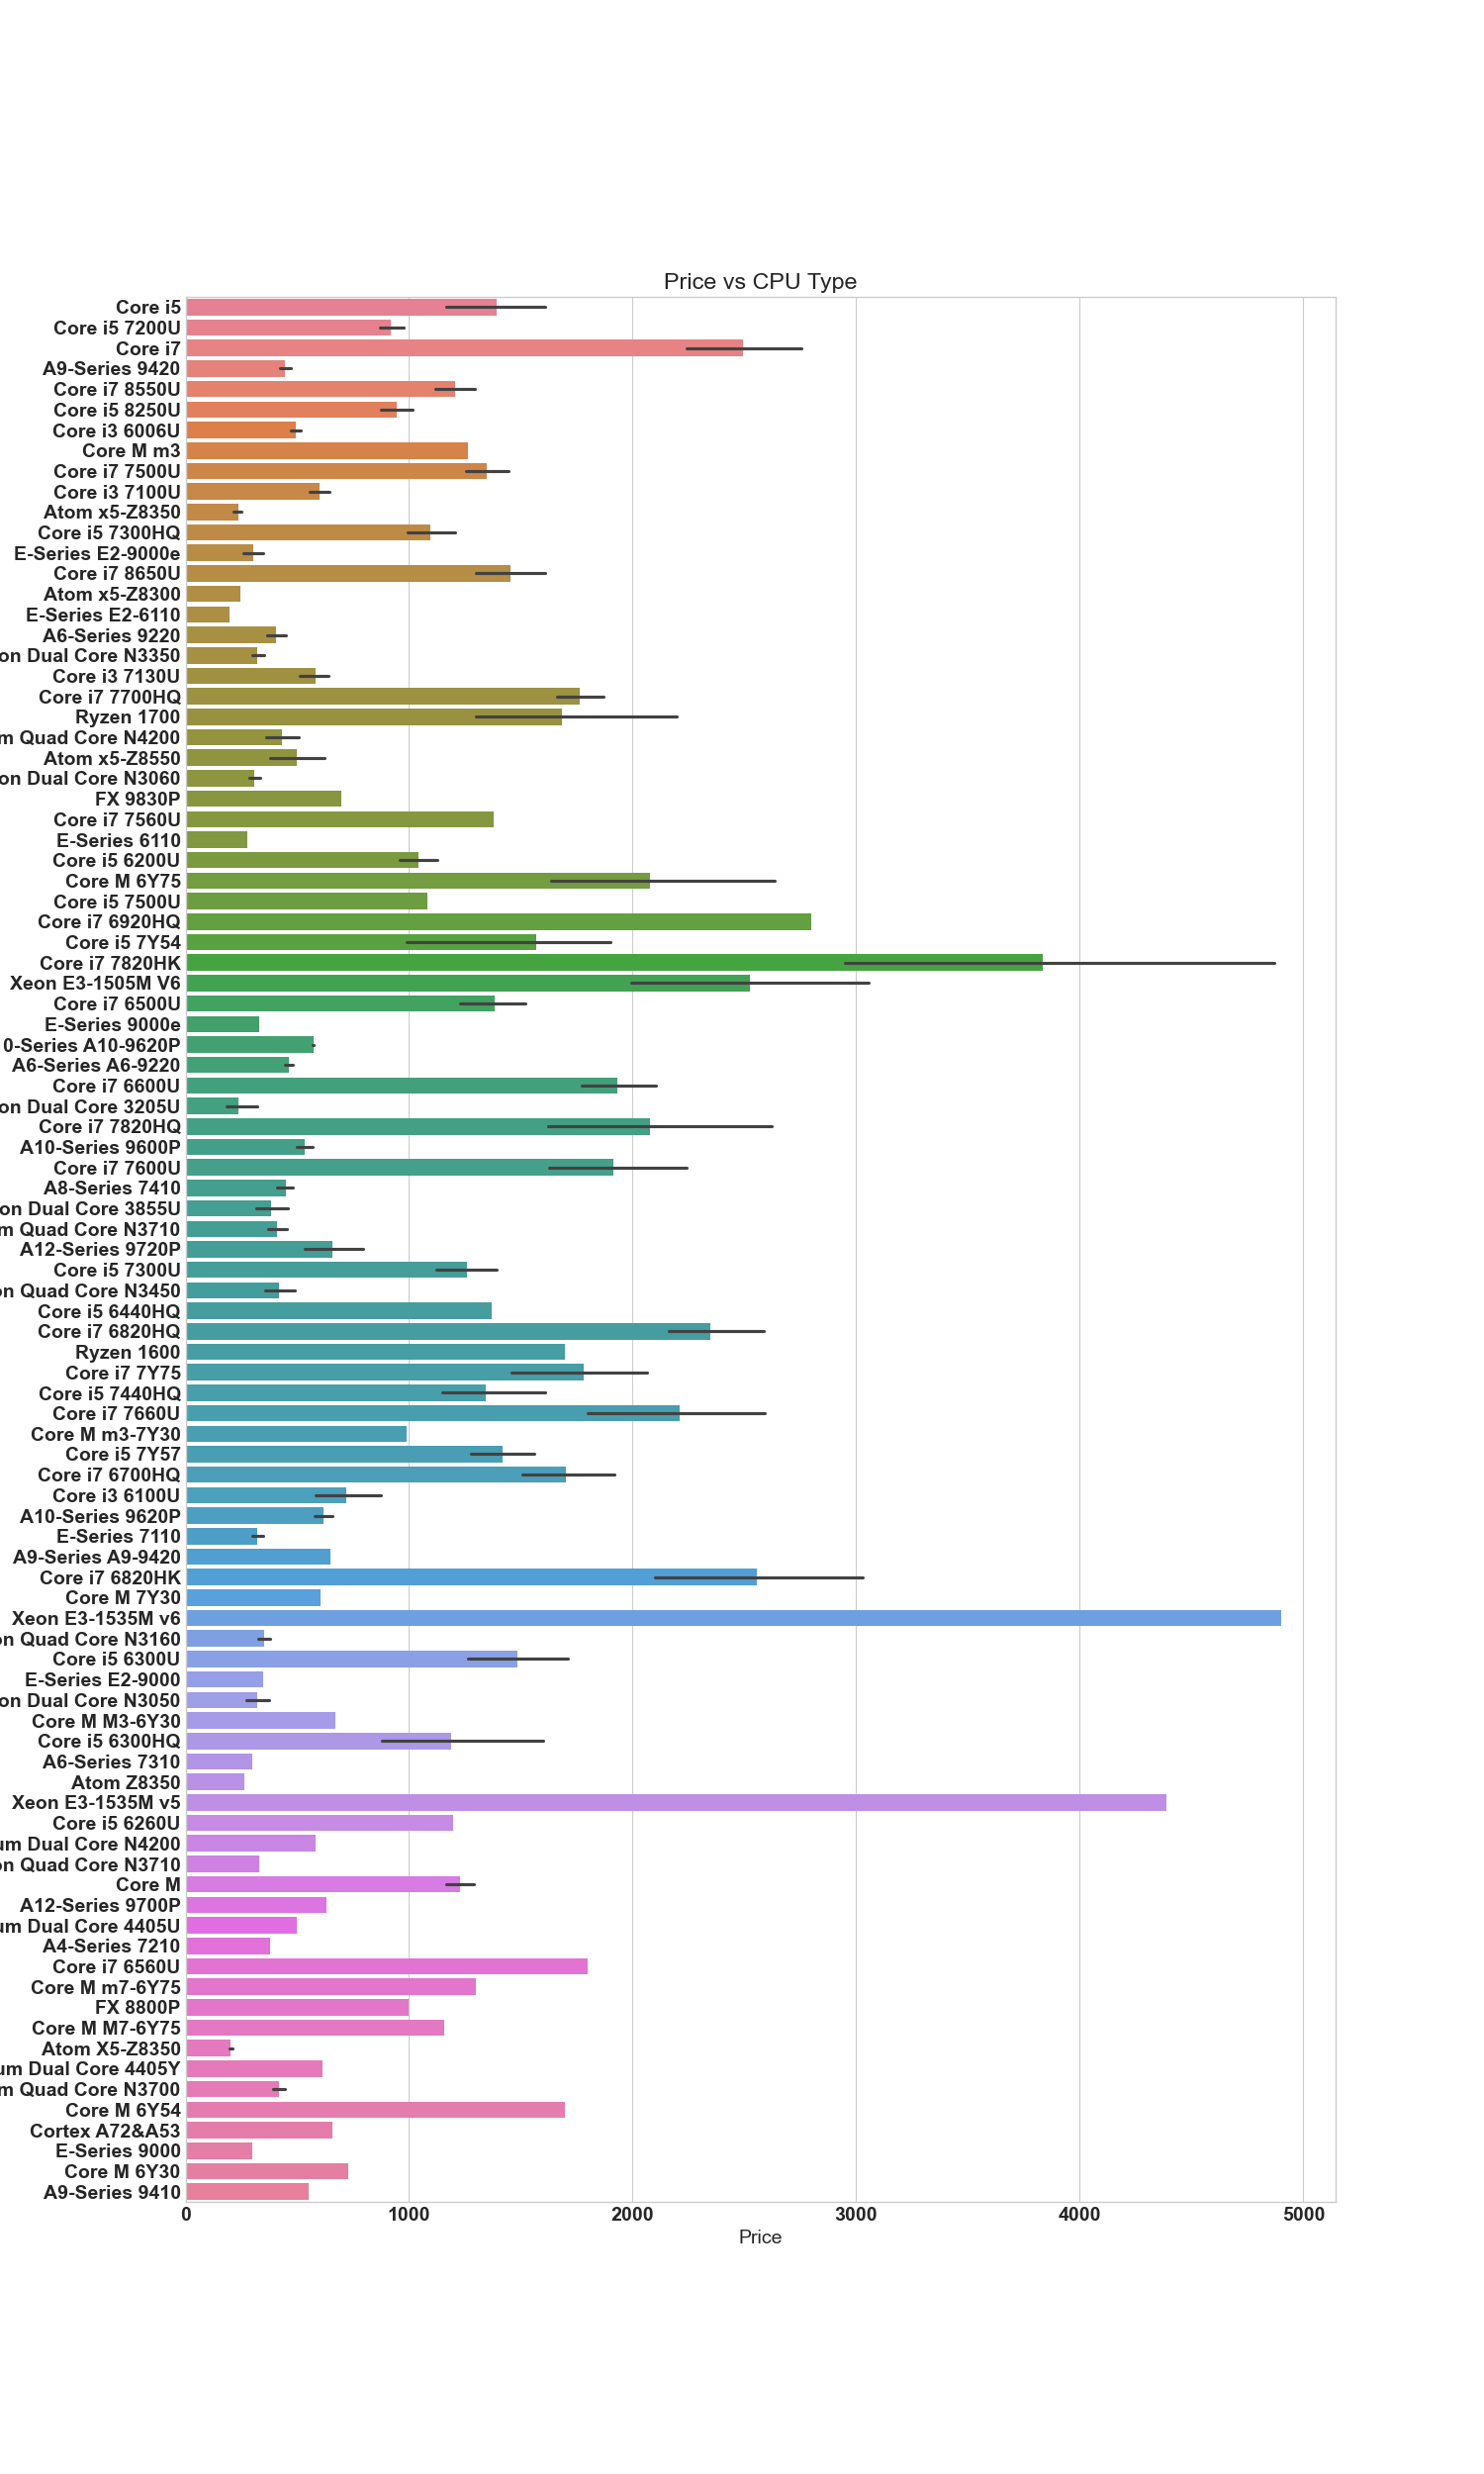 Price vs CPU Type
Core i5
Core i5 7200U
Core i7
A9-Series 9420
Core i7 8550U
Core i5 8250U
Core i3 6006U
Core M m3
Core i7 7500U
Core i3 7100U
Atom x5-Z8350
Core i5 7300HQ
E-Series E2-9000e
Core i7 8650U
Atom x5-Z8300
E-Series E2-6110
A6-Series 9220
on Dual Core N3350
Core i3 7130U
Core i7 7700HQ
Ryzen 1700
m Quad Core N4200
Atom x5-Z8550
on Dual Core N3060
FX 9830P
Core i7 7560U
E-Series 6110
Core i5 6200U
Core M 6Y75
Core i5 7500U
Core i7 6920HQ
Core i5 7Y54
Core i7 7820HK
Xeon E3-1505M V6
Core i7 6500U
E-Series 9000e
0-Series A10-9620P
A6-Series A6-9220
Core i7 6600U
on Dual Core 3205U
Core i7 7820HQ
A10-Series 9600P
Core i7 7600U
A8-Series 7410
on Dual Core 3855U
m Quad Core N3710
A12-Series 9720P
Core i5 7300U
on Quad Core N3450
Core i5 6440HQ
Core i7 6820HQ
Ryzen 1600
Core i7 7Y75
Core i5 7440HQ
Core i7 7660U
Core M m3-7Y30
Core i5 7Y57
Core i7 6700HQ
Core i3 6100U
A10-Series 9620P
E-Series 7110
A9-Series A9-9420
Core i7 6820HK
Core M 7Y30
Xeon E3-1535M v6
on Quad Core N3160
Core i5 6300U
E-Series E2-9000
on Dual Core N3050
Core M M3-6Y30
Core i5 6300HQ
A6-Series 7310
Atom Z8350
Xeon E3-1535M v5
Core i5 6260U
um Dual Core N4200
on Quad Core N3710
Core M
A12-Series 9700P
um Dual Core 4405U
A4-Series 7210
Core i7 6560U
Core M m7-6Y75
FX 8800P
Core M M7-6Y75
Atom X5-Z8350
um Dual Core 4405Y
m Quad Core N3700
Core M 6Y54
Cortex A72&A53
E-Series 9000
Core M 6Y30
A9-Series 9410
0 1000 2000 3000 4000 5000
Price